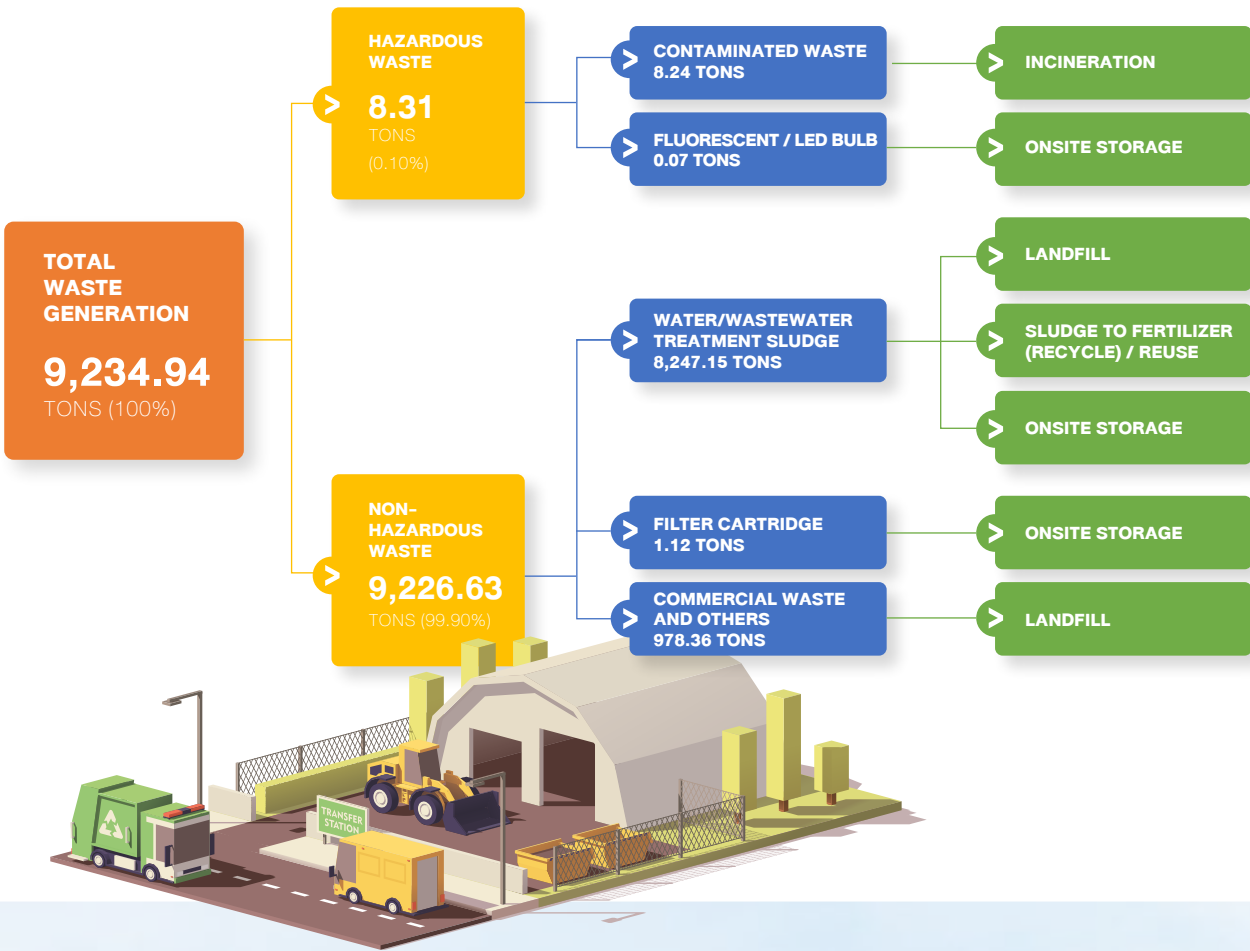 TOTAL
WASTE
GENERATION
9,234.94
TONS (100%)
HAZARDOUS
WASTE
8.31
TONS
(0.10%)
CONTAMINATED WASTE
8.24 TONS
INCINERATION
FLUORESCENT / LED BULB
0.07 TONS
ONSITE STORAGE
NON-
HAZARDOUS
WASTE
9,226.63
TONS (99.90%)
WATER/WASTEWATER
TREATMENT SLUDGE
8,247.15 TONS
LANDFILL
SLUDGE TO FERTILIZER
(RECYCLE) / REUSE
ONSITE STORAGE
FILTER CARTRIDGE
1.12 TONS
ONSITE STORAGE
COMMERCIAL WASTE
AND OTHERS
978.36 TONS
LANDFILL
TRANSFER
STATION